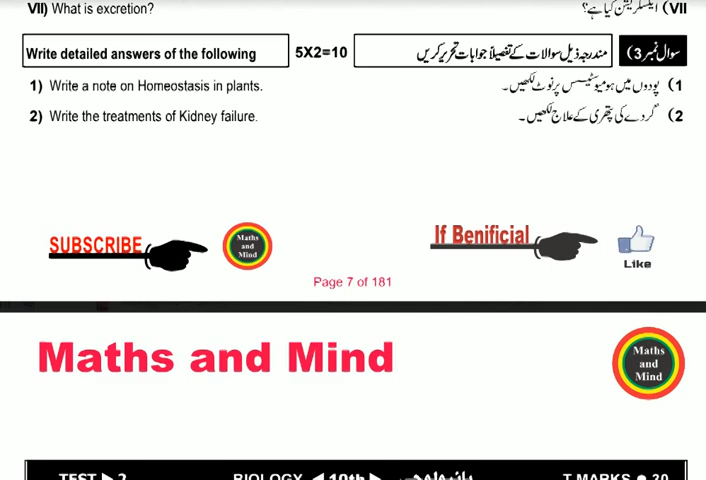 VII) What is excretion?
VII) ایکسکریشن کیا ہے؟
Write detailed answers of the following
5X2=10
مندرجہ ذیل سوالات کے تفصیلاً جوابات تحریر کریں
سوال نمبر 3)
1) Write a note on Homeostasis in plants.
1) پودوں میں ہومیوسٹیسس پر نوٹ لکھیں۔
2) Write the treatments of Kidney failure.
2) گردے کی پتھری کے علاج لکھیں۔
SUBSCRIBE
Maths
and
Mind
If Benificial
Like
Page 7 of 181
Maths and Mind
Maths
and
Mind
TEST 2
BIOLOGY
10th
بائیولوجی
T.MARKS ● 30